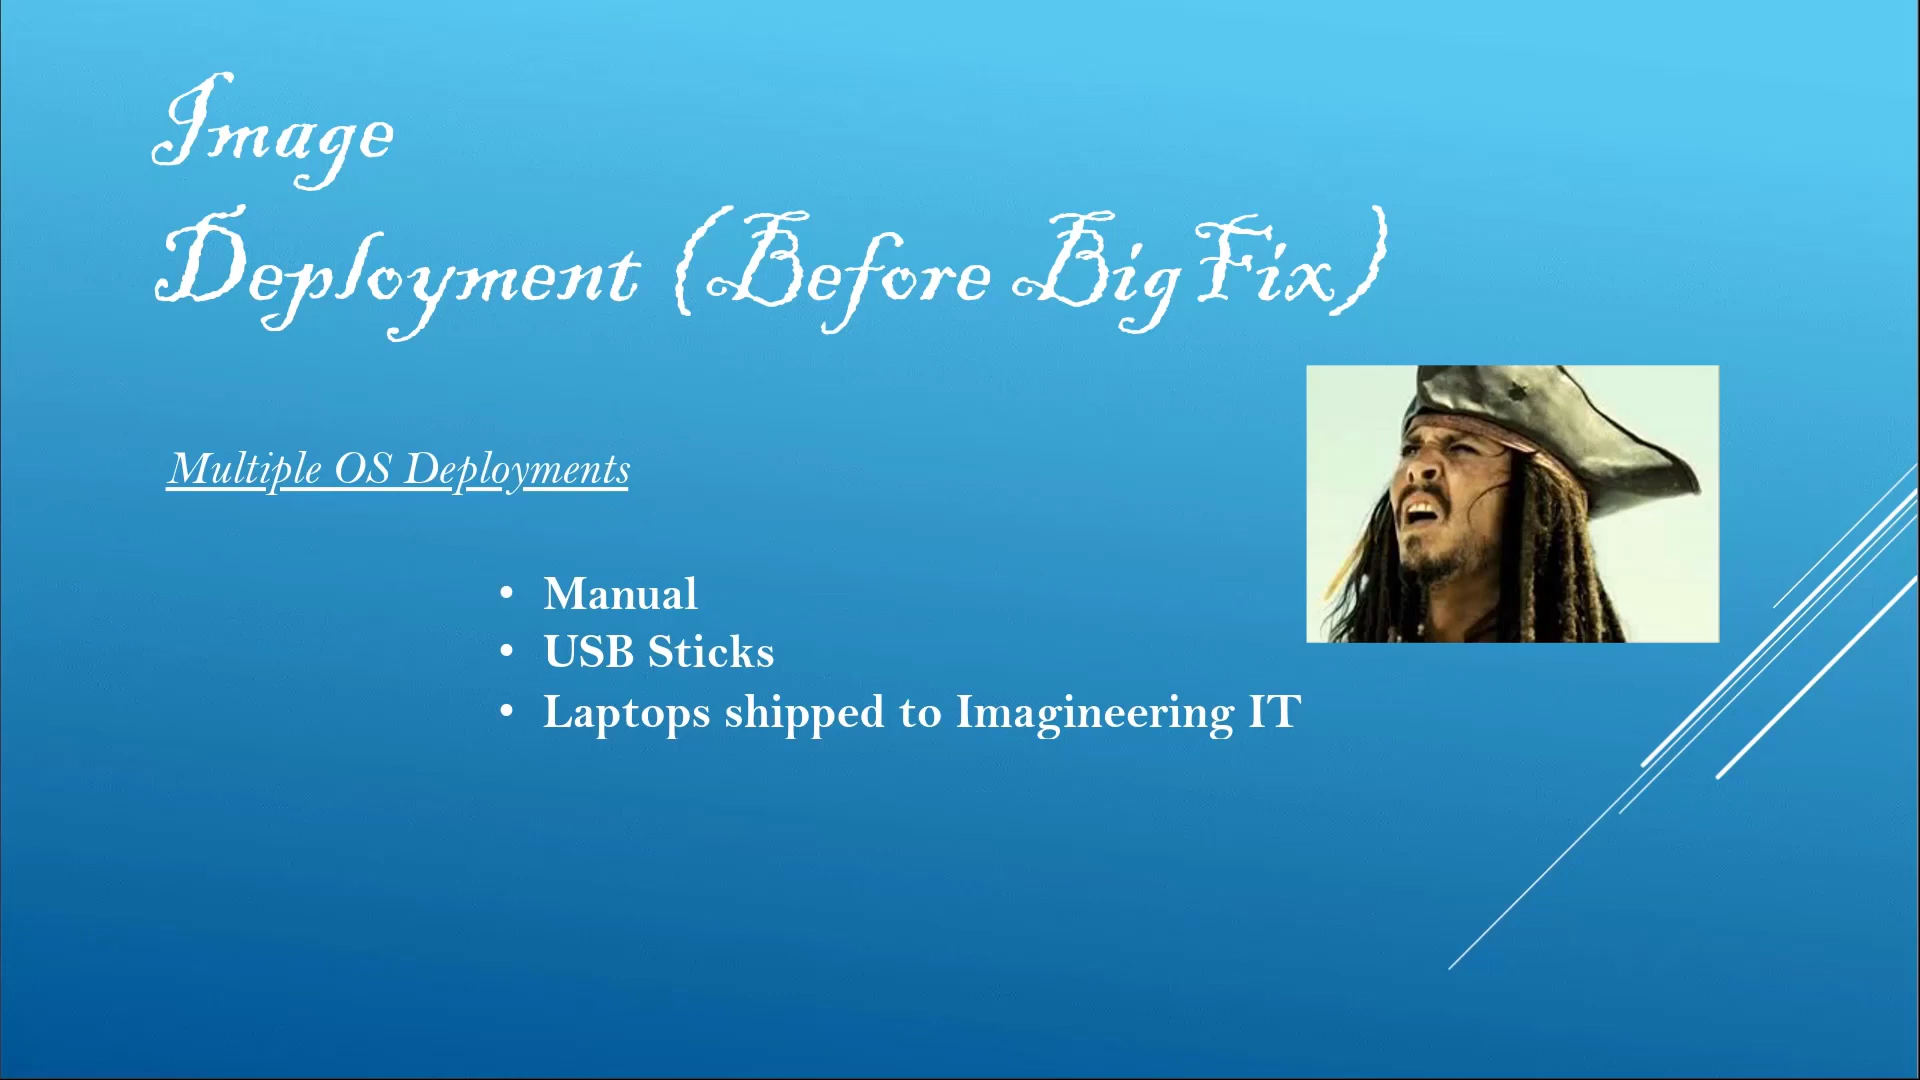 Image
Deployment (Before BigFix)
Multiple OS Deployments
• Manual
• USB Sticks
• Laptops shipped to Imagineering IT